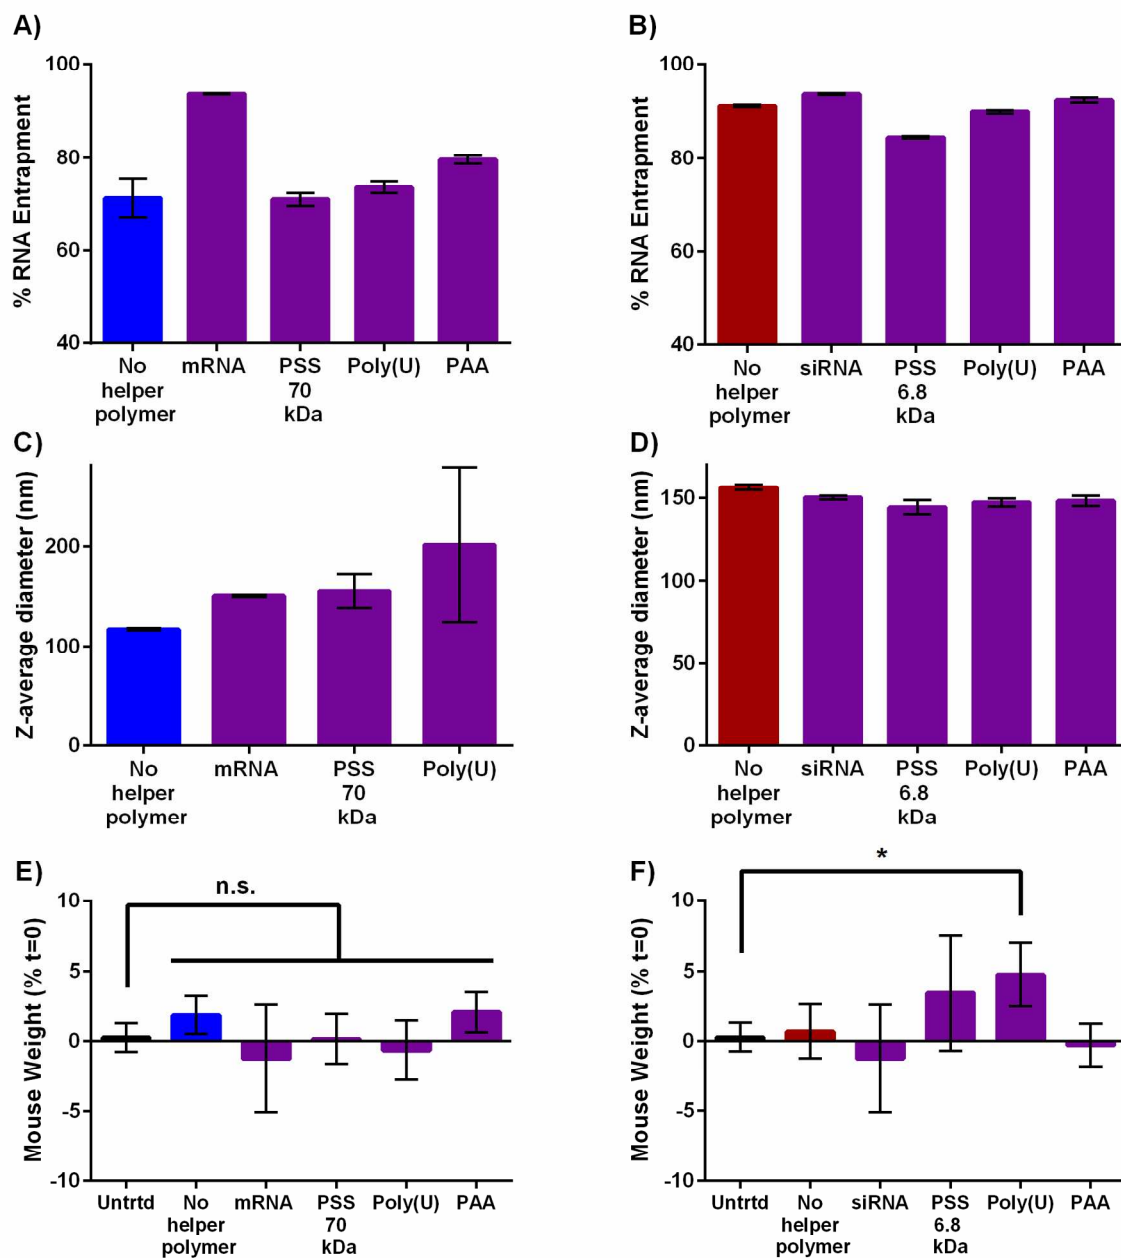 A)
% RNA Entrapment
100
80
60
40
No helper polymer
mRNA
PSS 70 kDa
Poly(U)
PAA
B)
% RNA Entrapment
100
80
60
40
No helper polymer
siRNA
PSS 6.8 kDa
Poly(U)
PAA
C)
Z-average diameter (nm)
200
100
0
No helper polymer
mRNA
PSS 70 kDa
Poly(U)
D)
Z-average diameter (nm)
150
100
50
0
No helper polymer
siRNA
PSS 6.8 kDa
Poly(U)
PAA
E)
Mouse Weight (% t=0)
10
5
0
-5
-10
n.s.
Untrtd
No helper polymer
mRNA
PSS 70 kDa
Poly(U)
PAA
F)
Mouse Weight (% t=0)
10
5
0
-5
-10
*
Untrtd
No helper polymer
siRNA
PSS 6.8 kDa
Poly(U)
PAA